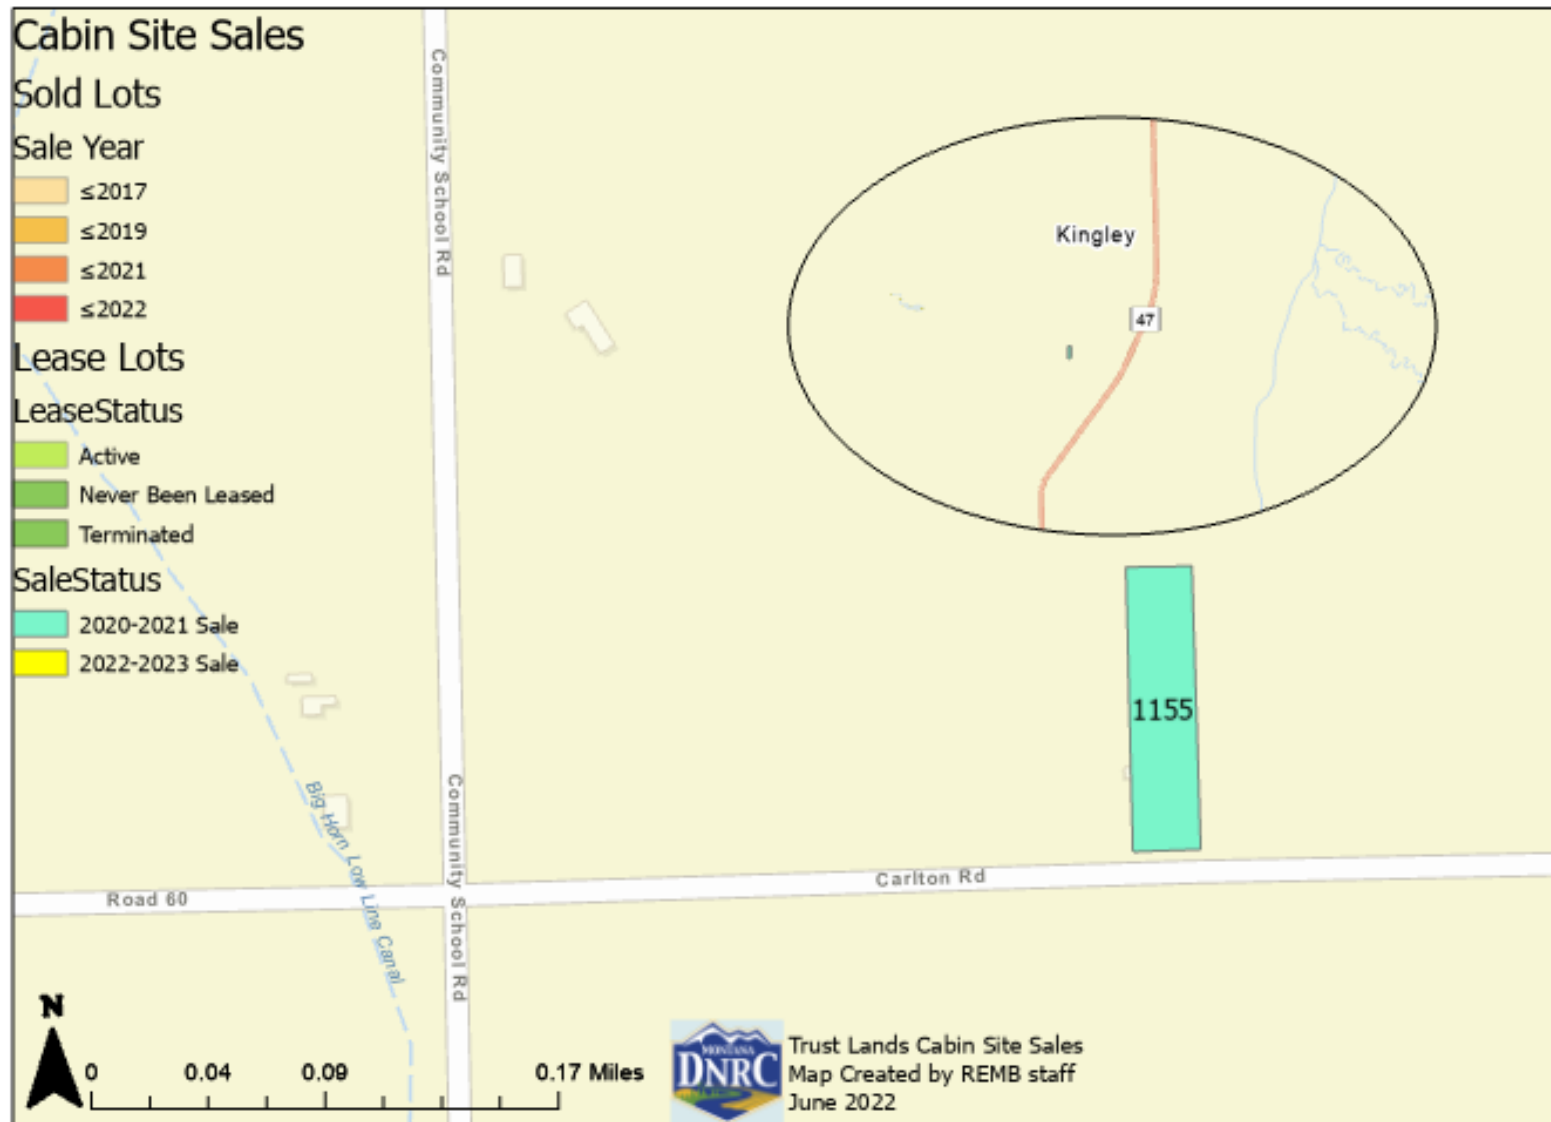 Cabin Site Sales
Sold Lots
Sale Year
≤2017
≤2019
≤2021
≤2022
Lease Lots
LeaseStatus
Active
Never Been Leased
Terminated
SaleStatus
2020-2021 Sale
2022-2023 Sale
Community School Rd
Kingley
47
1155
Big Horn Low Line Canal
Community School Rd
Road 60
Carlton Rd
N
0 0.04 0.09 0.17 Miles
MONTANA
DNRC
Trust Lands Cabin Site Sales
Map Created by REMB staff
June 2022